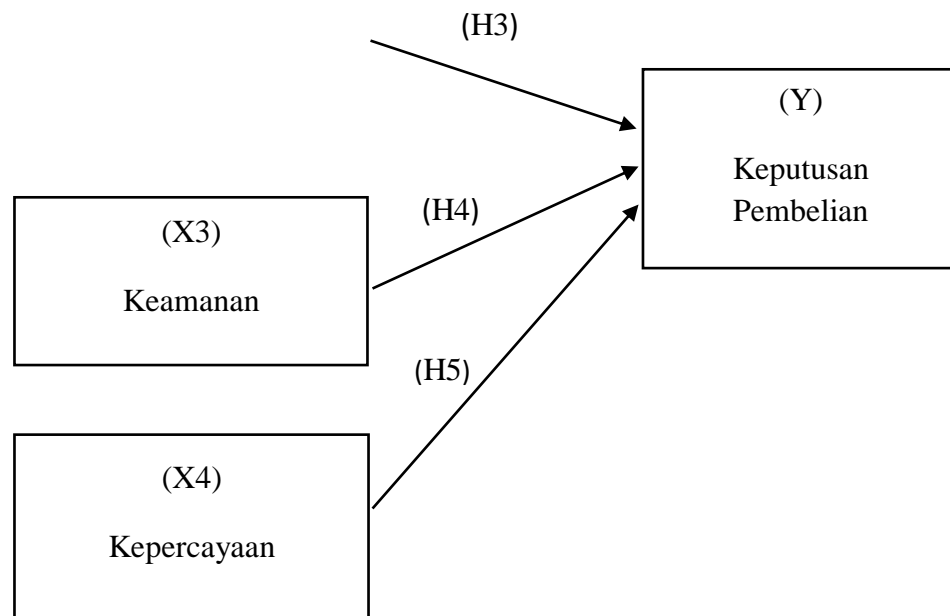 (H3)
(Y)
Keputusan
Pembelian
(X3)
Keamanan
(H4)
(H5)
(X4)
Kepercayaan